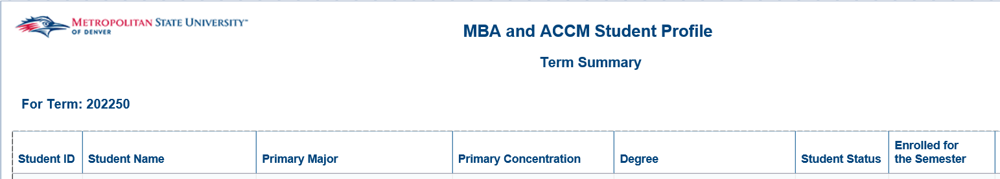 METROPOLITAN STATE UNIVERSITY™
OF DENVER
MBA and ACCM Student Profile
Term Summary
For Term: 202250
Student ID
Student Name
Primary Major
Primary Concentration
Degree
Student Status
Enrolled for
the Semester